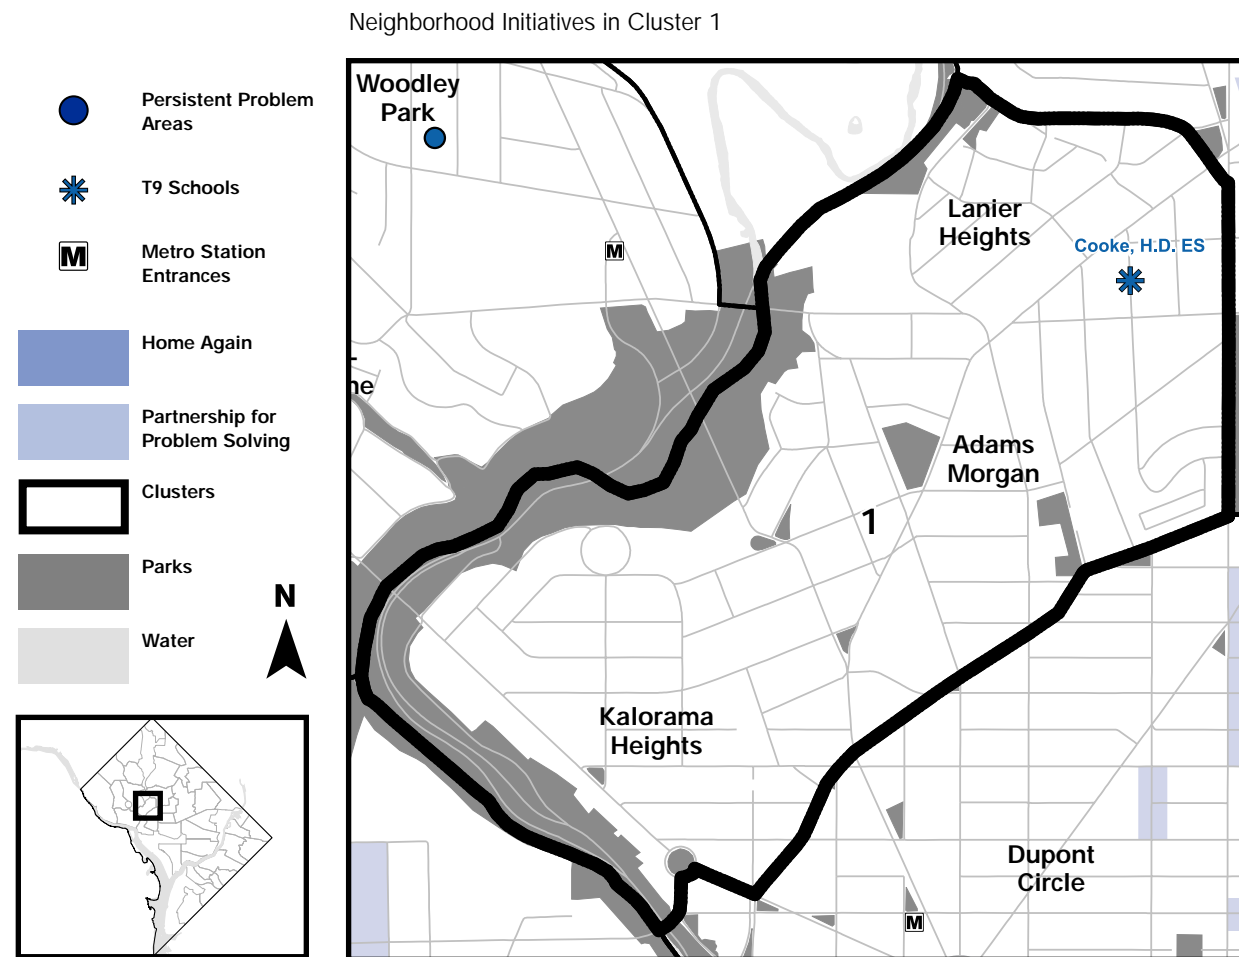 Neighborhood Initiatives in Cluster 1
Persistent Problem
Areas
T9 Schools
M
Metro Station
Entrances
Home Again
Partnership for
Problem Solving
Clusters
Parks
N
Water
Woodley
Park
M
Lanier
Heights
Cooke, H.D. ES
Adams
Morgan
1
Kalorama
Heights
Dupont
Circle
M